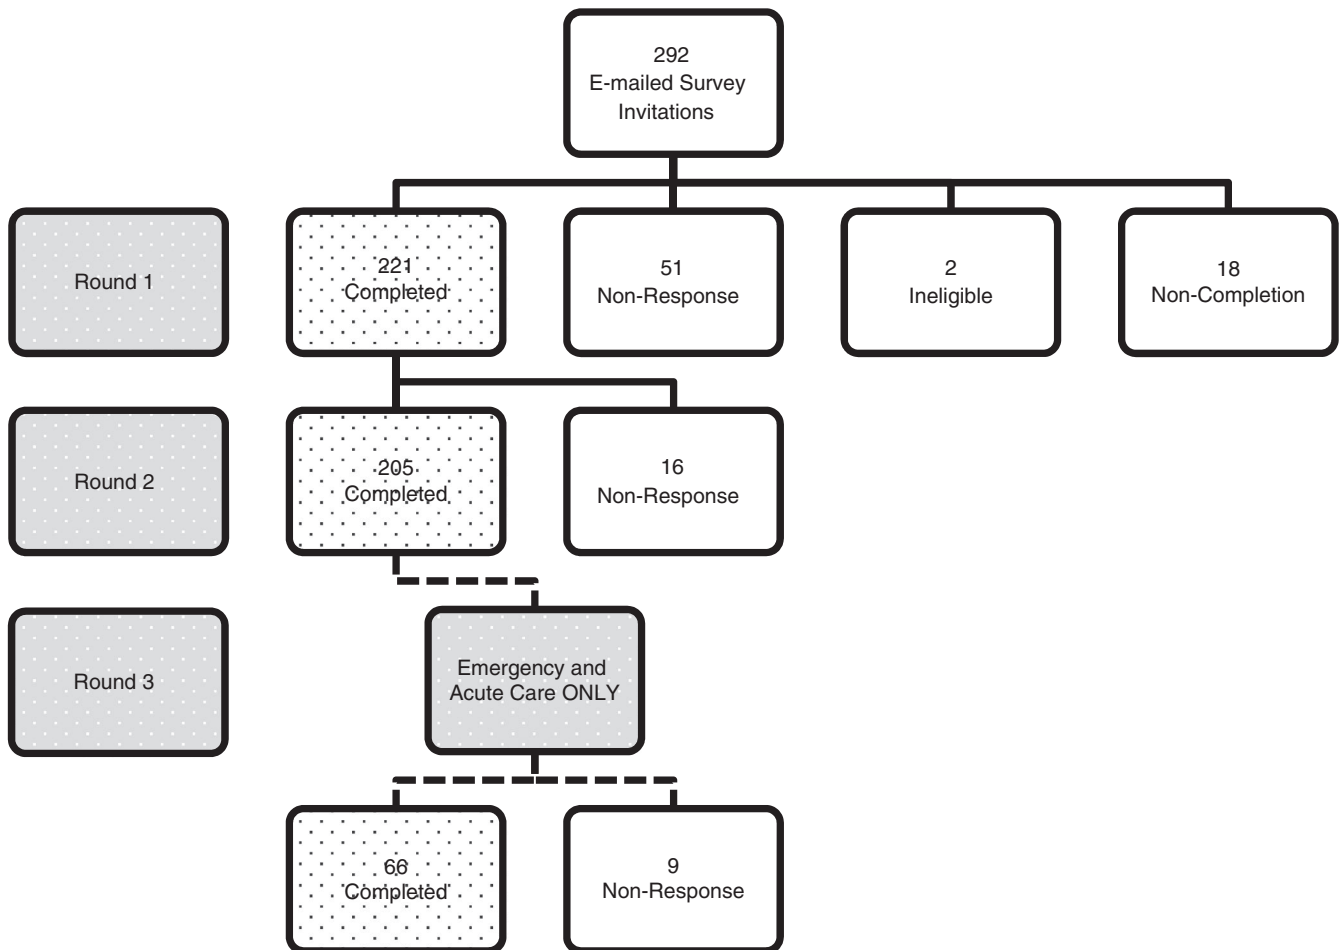 292
E-mailed Survey
Invitations
Round 1
221
Completed
51
Non-Response
2
Ineligible
18
Non-Completion
Round 2
205
Completed
16
Non-Response
Round 3
Emergency and
Acute Care ONLY
66
Completed
9
Non-Response